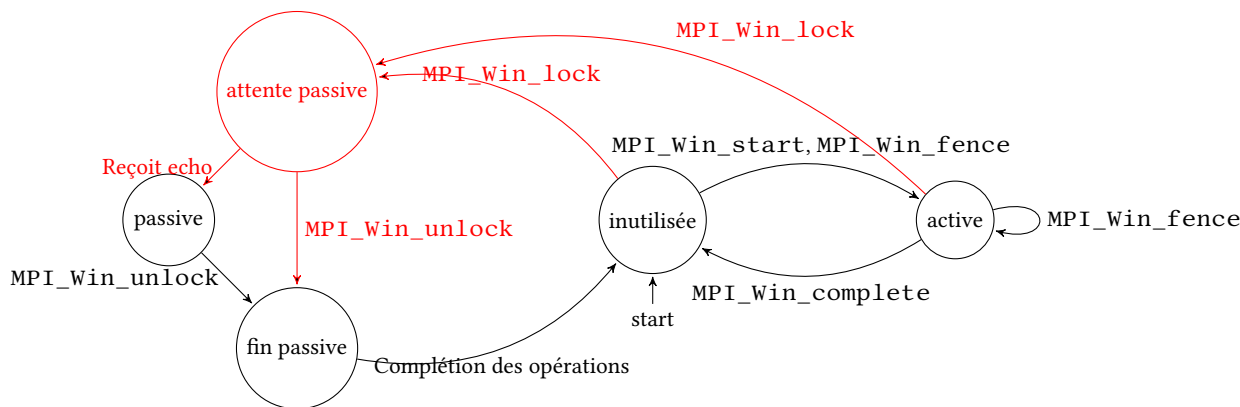 MPI_Win_lock
MPI_Win_lock
attente passive
MPI_Win_start, MPI_Win_fence
Reçoit echo
passive
inutilisée
active
MPI_Win_fence
MPI_Win_unlock
MPI_Win_unlock
MPI_Win_complete
start
fin passive
Complétion des opérations